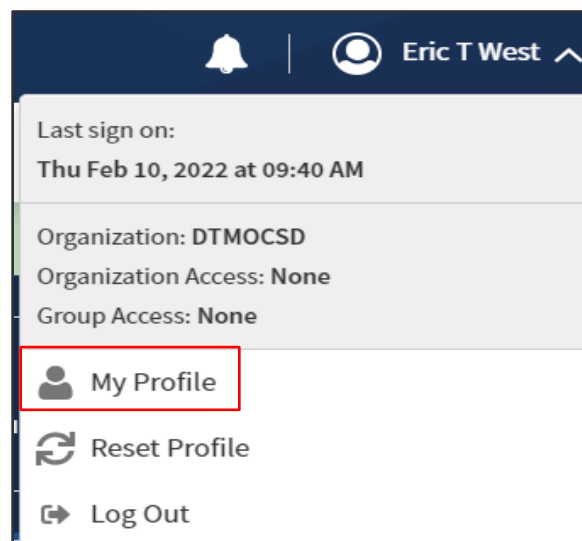 Eric T West
Last sign on:
Thu Feb 10, 2022 at 09:40 AM
Organization: DTMOCSD
Organization Access: None
Group Access: None
My Profile
Reset Profile
Log Out